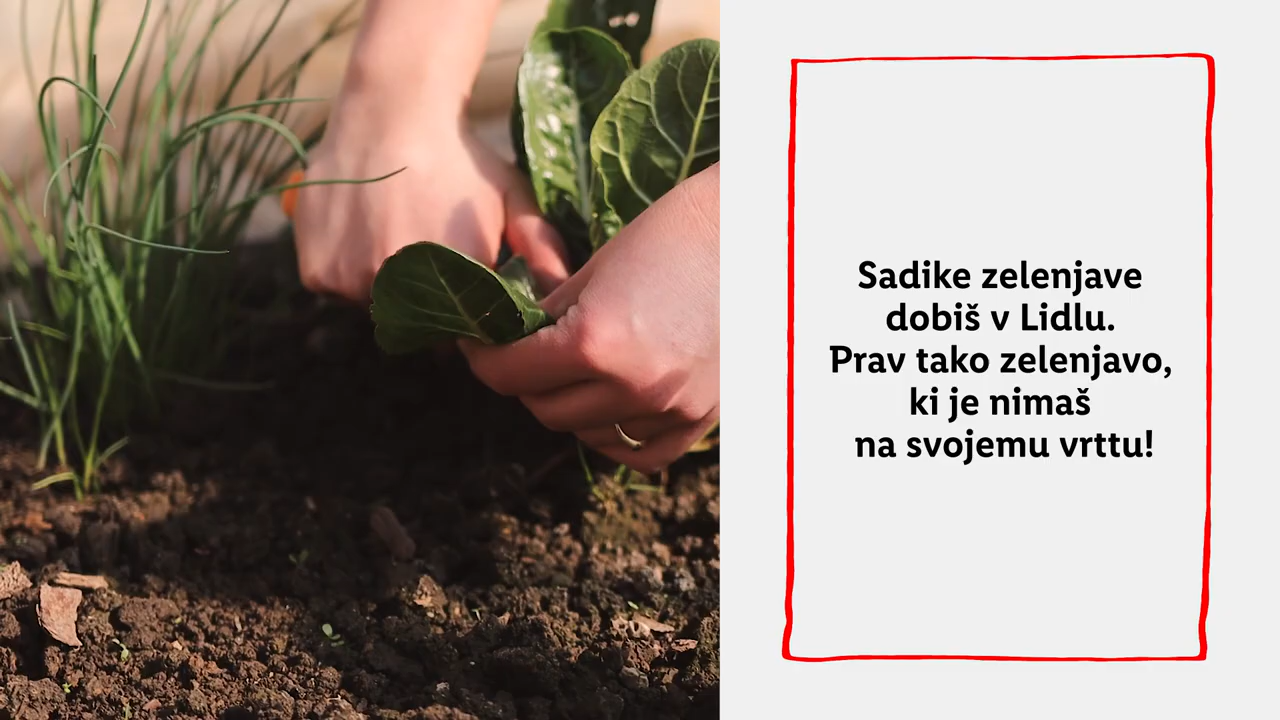 Sadike zelenjave
dobiš v Lidlu.
Prav tako zelenjavo,
ki je nimaš
na svojemu vrttu!